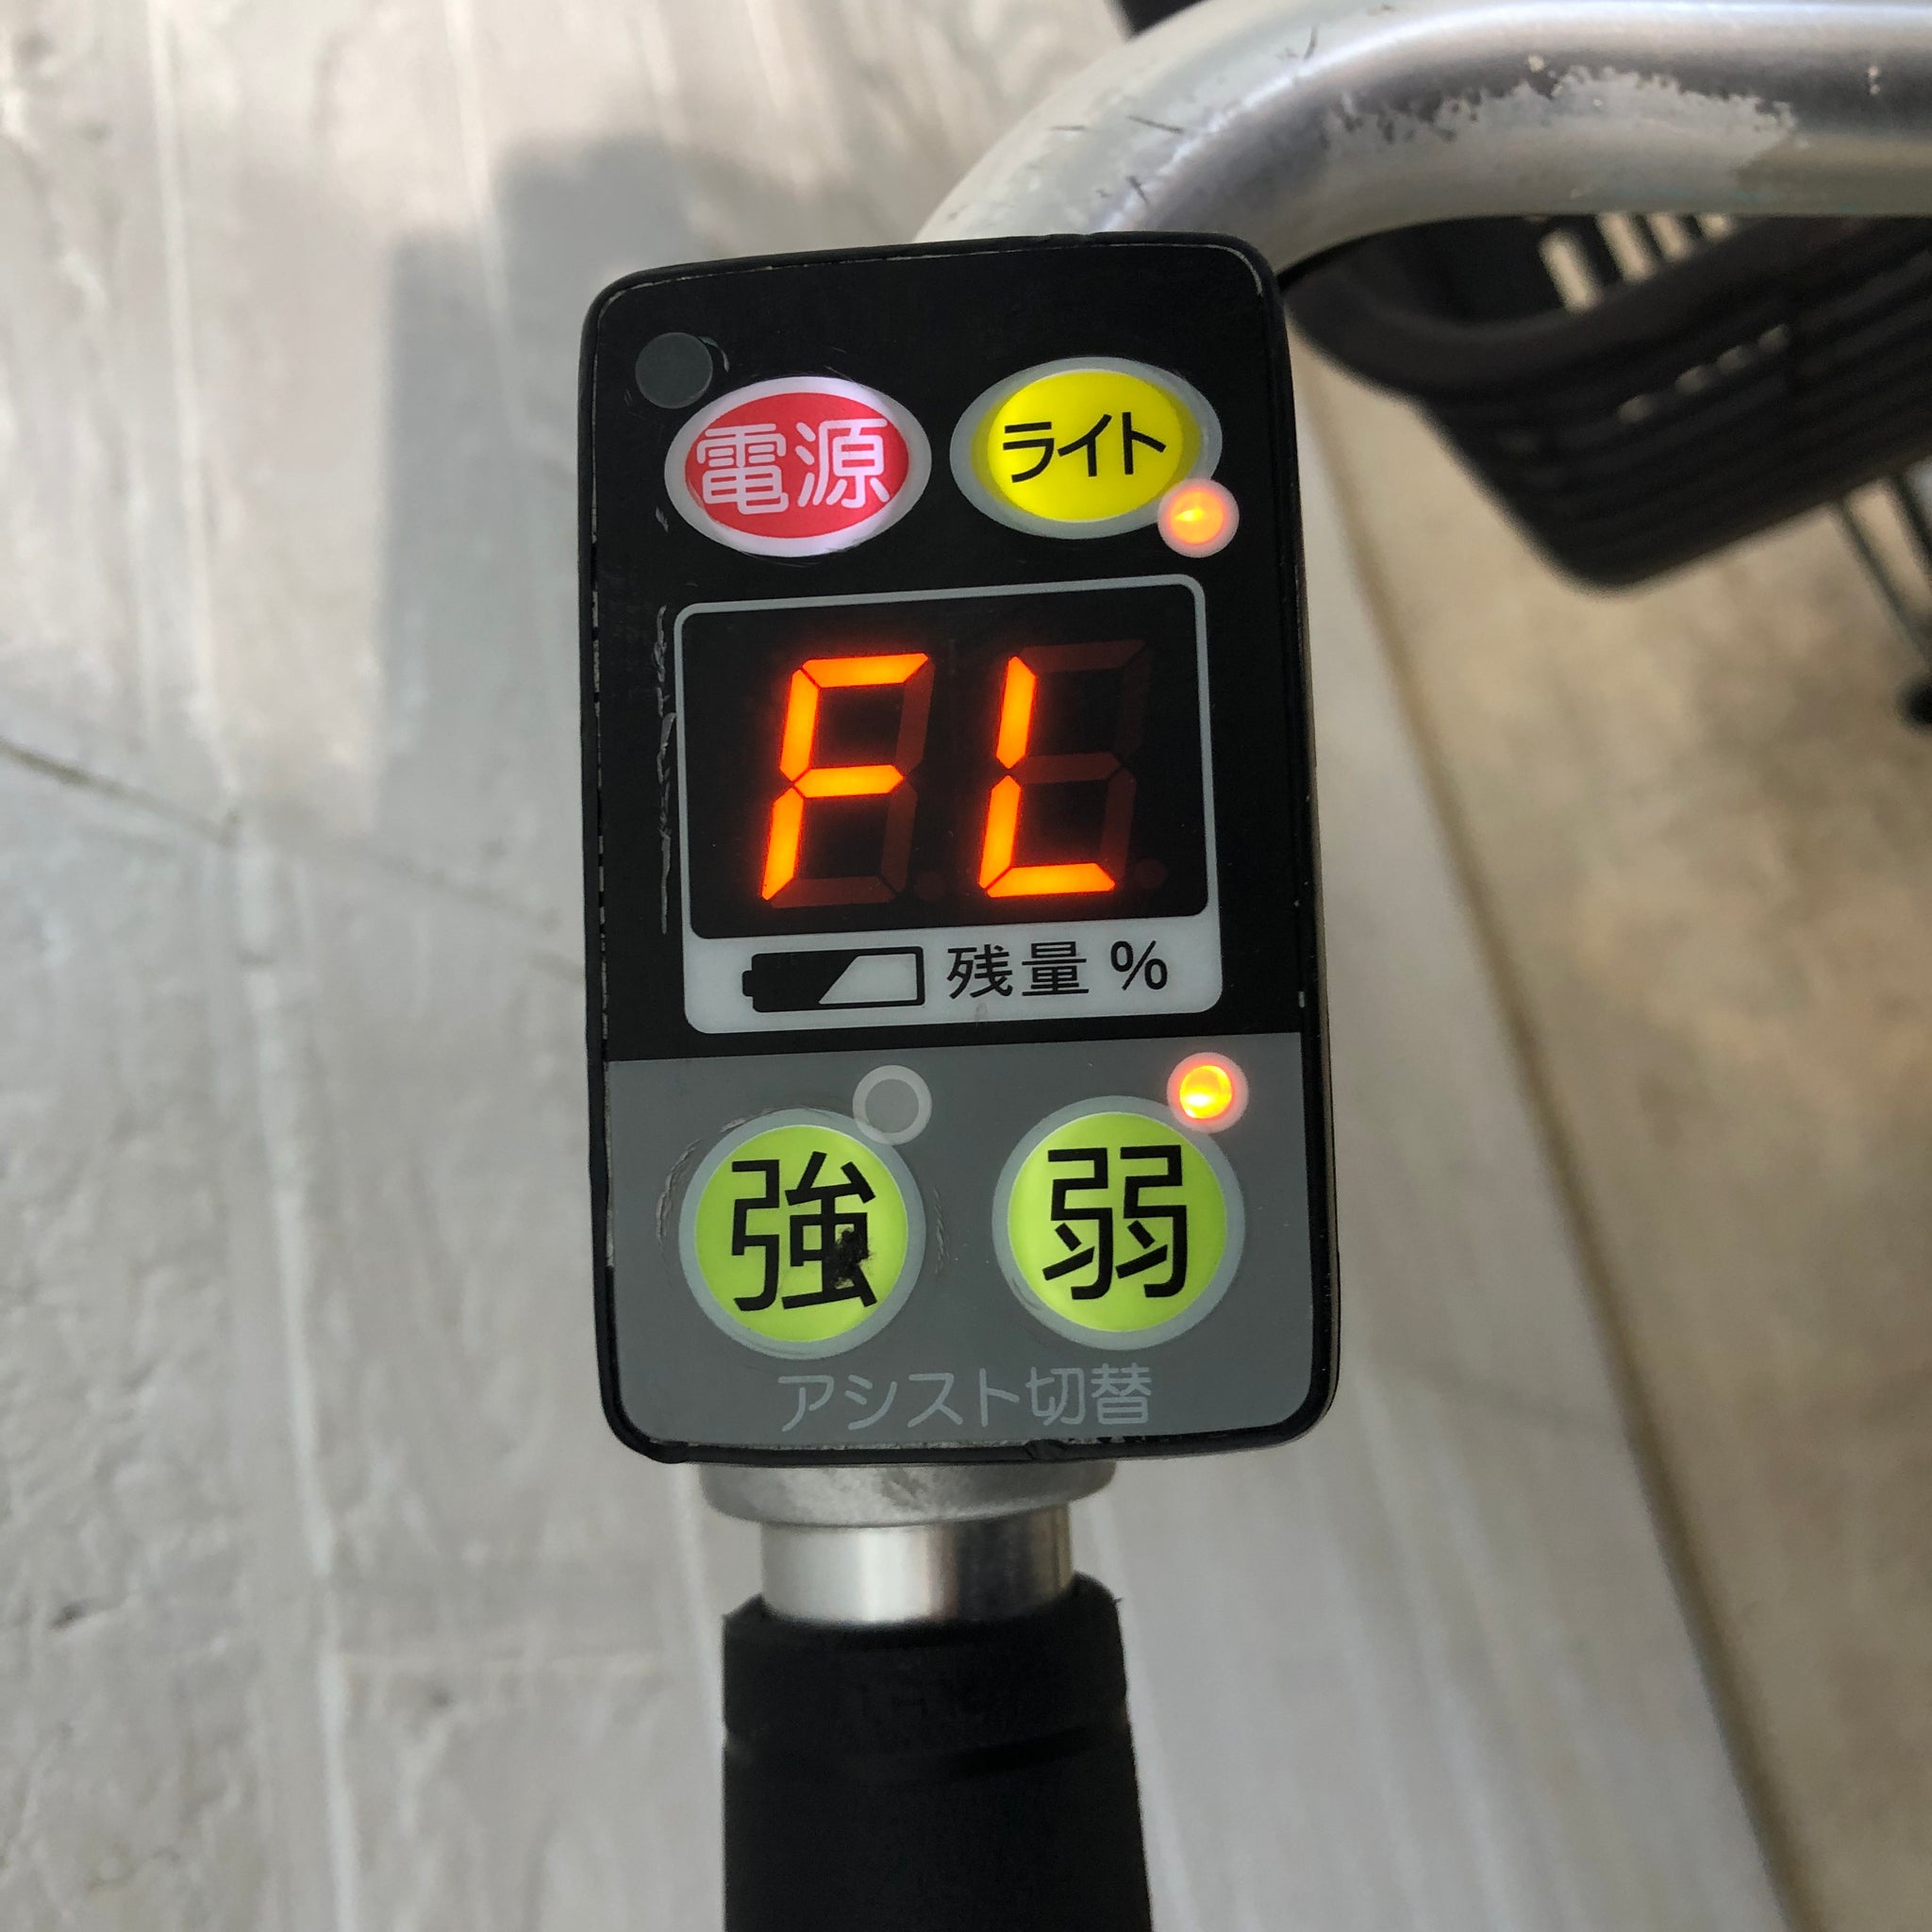 電源 ライト
FL
残量 %
強 弱
アシスト切替